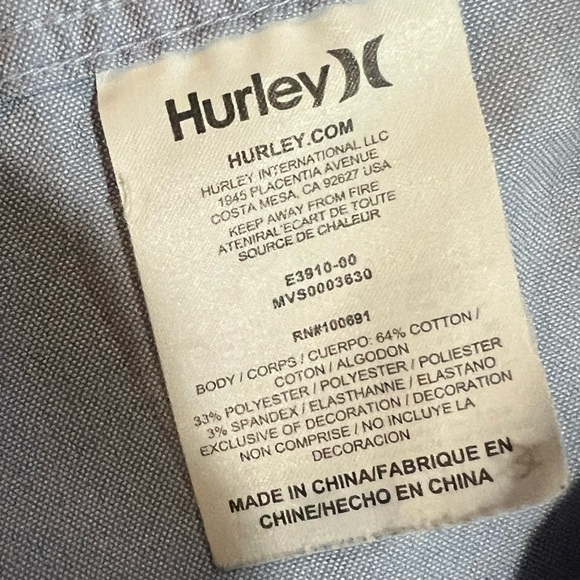 Hurley
HURLEY.COM
HURLEY INTERNATIONAL LLC
1945 PLACENTIA AVENUE
COSTA MESA, CA 92627 USA
KEEP AWAY FROM FIRE
ATENIRAL'ECART DE TOUTE
SOURCE DE CHALEUR
E3910-00
MVS0003630
RN#100691
BODY / CORPS / CUERPO: 64% COTTON /
COTON / ALGODON
33% POLYESTER / POLYESTER / POLIESTER
3% SPANDEX / ELASTHANNE / ELASTANO
EXCLUSIVE OF DECORATION / DECORATION
NON COMPRISE / NO INCLUYE LA
DECORACION
MADE IN CHINA/FABRIQUE EN
CHINE/HECHO EN CHINA